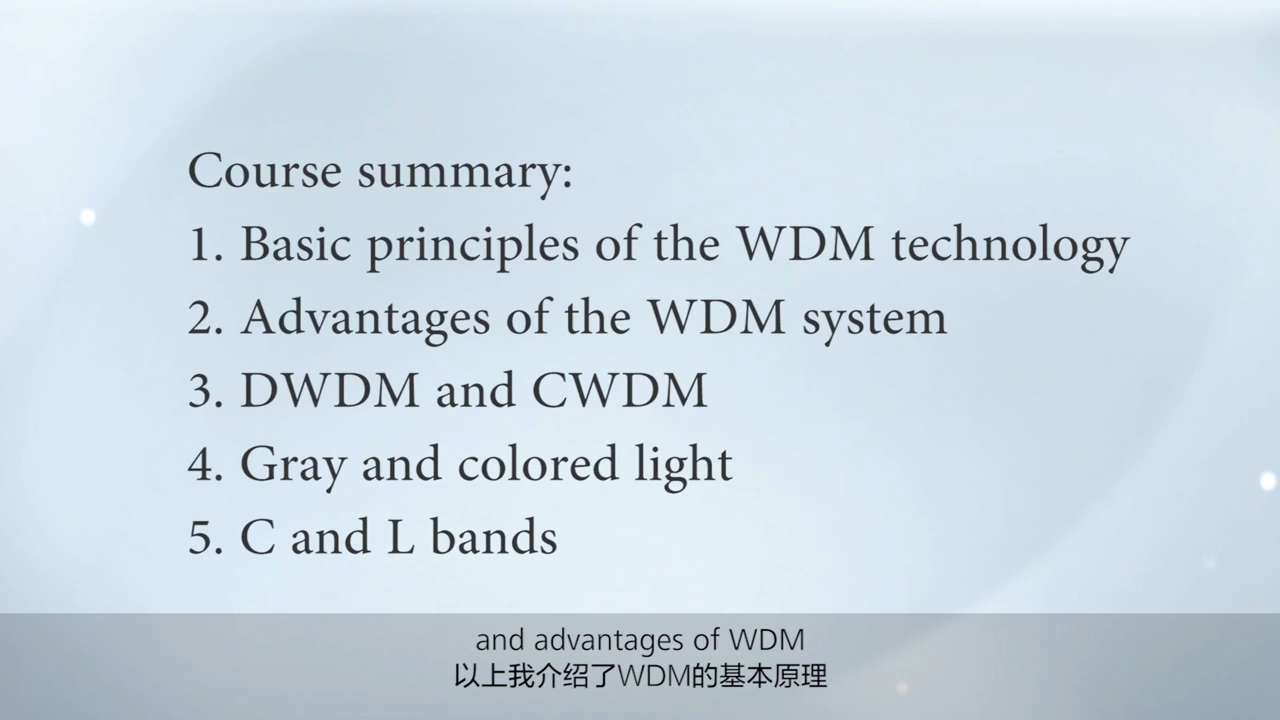 Course summary:
1. Basic principles of the WDM technology
2. Advantages of the WDM system
3. DWDM and CWDM
4. Gray and colored light
5. C and L bands
and advantages of WDM
以上我介绍了WDM的基本原理